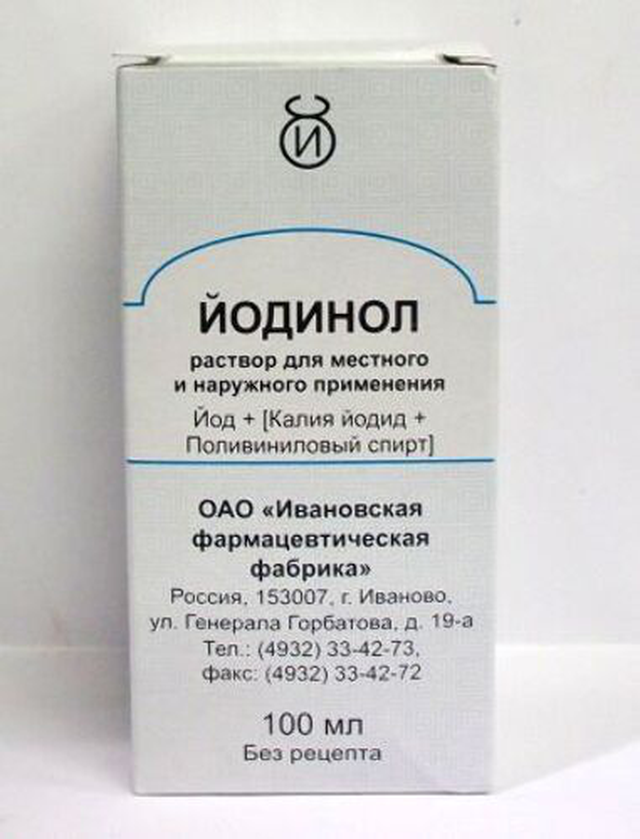 И
ЙОДИНОЛ
раствор для местного
и наружного применения
Йод + [Калия йодид +
Поливиниловый спирт]
ОАО «Ивановская
фармацевтическая
фабрика»
Россия, 153007, г. Иваново,
ул. Генерала Горбатова, д. 19-а
Тел.: (4932) 33-42-73,
факс: (4932) 33-42-72
100 мл
Без рецепта